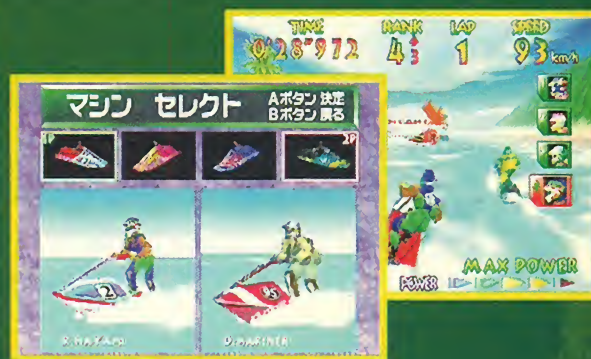 TIME RANK LAP SPEED
0'28"972 4 3 1 93 km/h
マシン セレクト
Aボタン 決定
Bボタン 戻る
1P 2P
2
95
R.HAYAMI
D.MARINER
MAX POWER
POWER